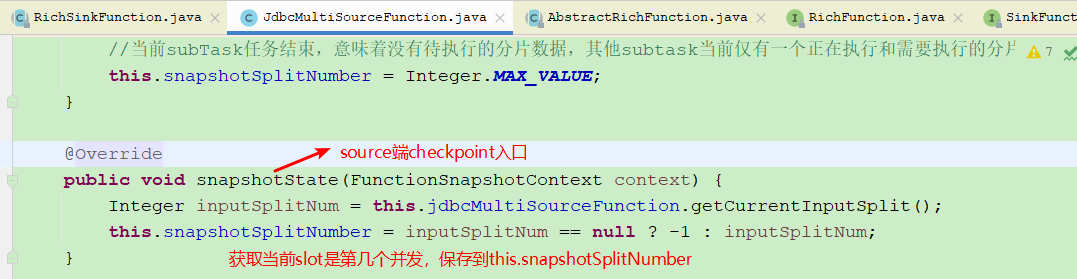 RichSinkFunction.java
JdbcMultiSourceFunction.java
AbstractRichFunction.java
RichFunction.java
SinkFunct
//当前subTask任务结束，意味着没有待执行的分片数据，其他subtask当前仅有一个正在执行和需要执行的分片
7
this.snapshotSplitNumber = Integer.MAX_VALUE;
}
@Override
source端checkpoint入口
public void snapshotState(FunctionSnapshotContext context) {
Integer inputSplitNum = this.jdbcMultiSourceFunction.getCurrentInputSplit();
this.snapshotSplitNumber = inputSplitNum == null ? -1 : inputSplitNum;
}
获取当前slot是第几个并发，保存到this.snapshotSplitNumber